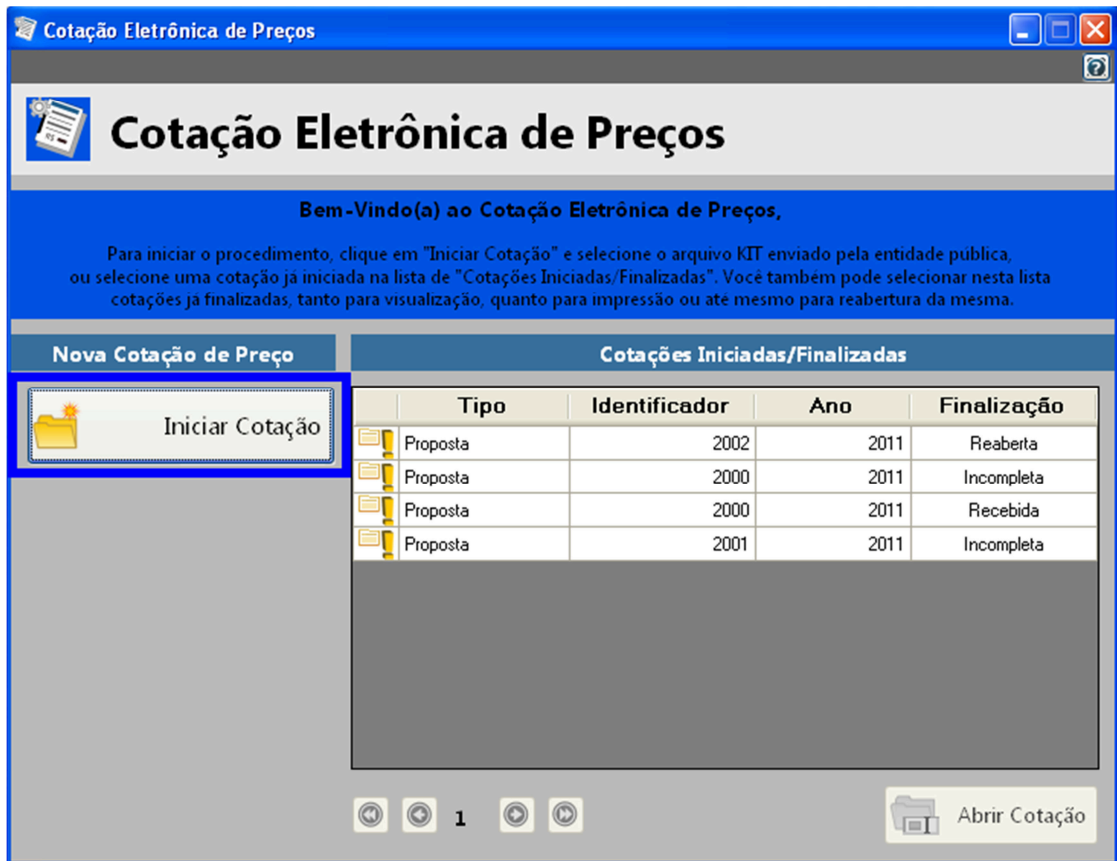 Cotação Eletrônica de Preços
Cotação Eletrônica de Preços
Bem-Vindo(a) ao Cotação Eletrônica de Preços,
Para iniciar o procedimento, clique em "Iniciar Cotação" e selecione o arquivo KIT enviado pela entidade pública,
ou selecione uma cotação já iniciada na lista de "Cotações Iniciadas/Finalizadas". Você também pode selecionar nesta lista
cotações já finalizadas, tanto para visualização, quanto para impressão ou até mesmo para reabertura da mesma.
Nova Cotação de Preço
Cotações Iniciadas/Finalizadas
Iniciar Cotação
Tipo Identificador Ano Finalização
Proposta 2002 2011 Reaberta
Proposta 2000 2011 Incompleta
Proposta 2000 2011 Recebida
Proposta 2001 2011 Incompleta
1
Abrir Cotação